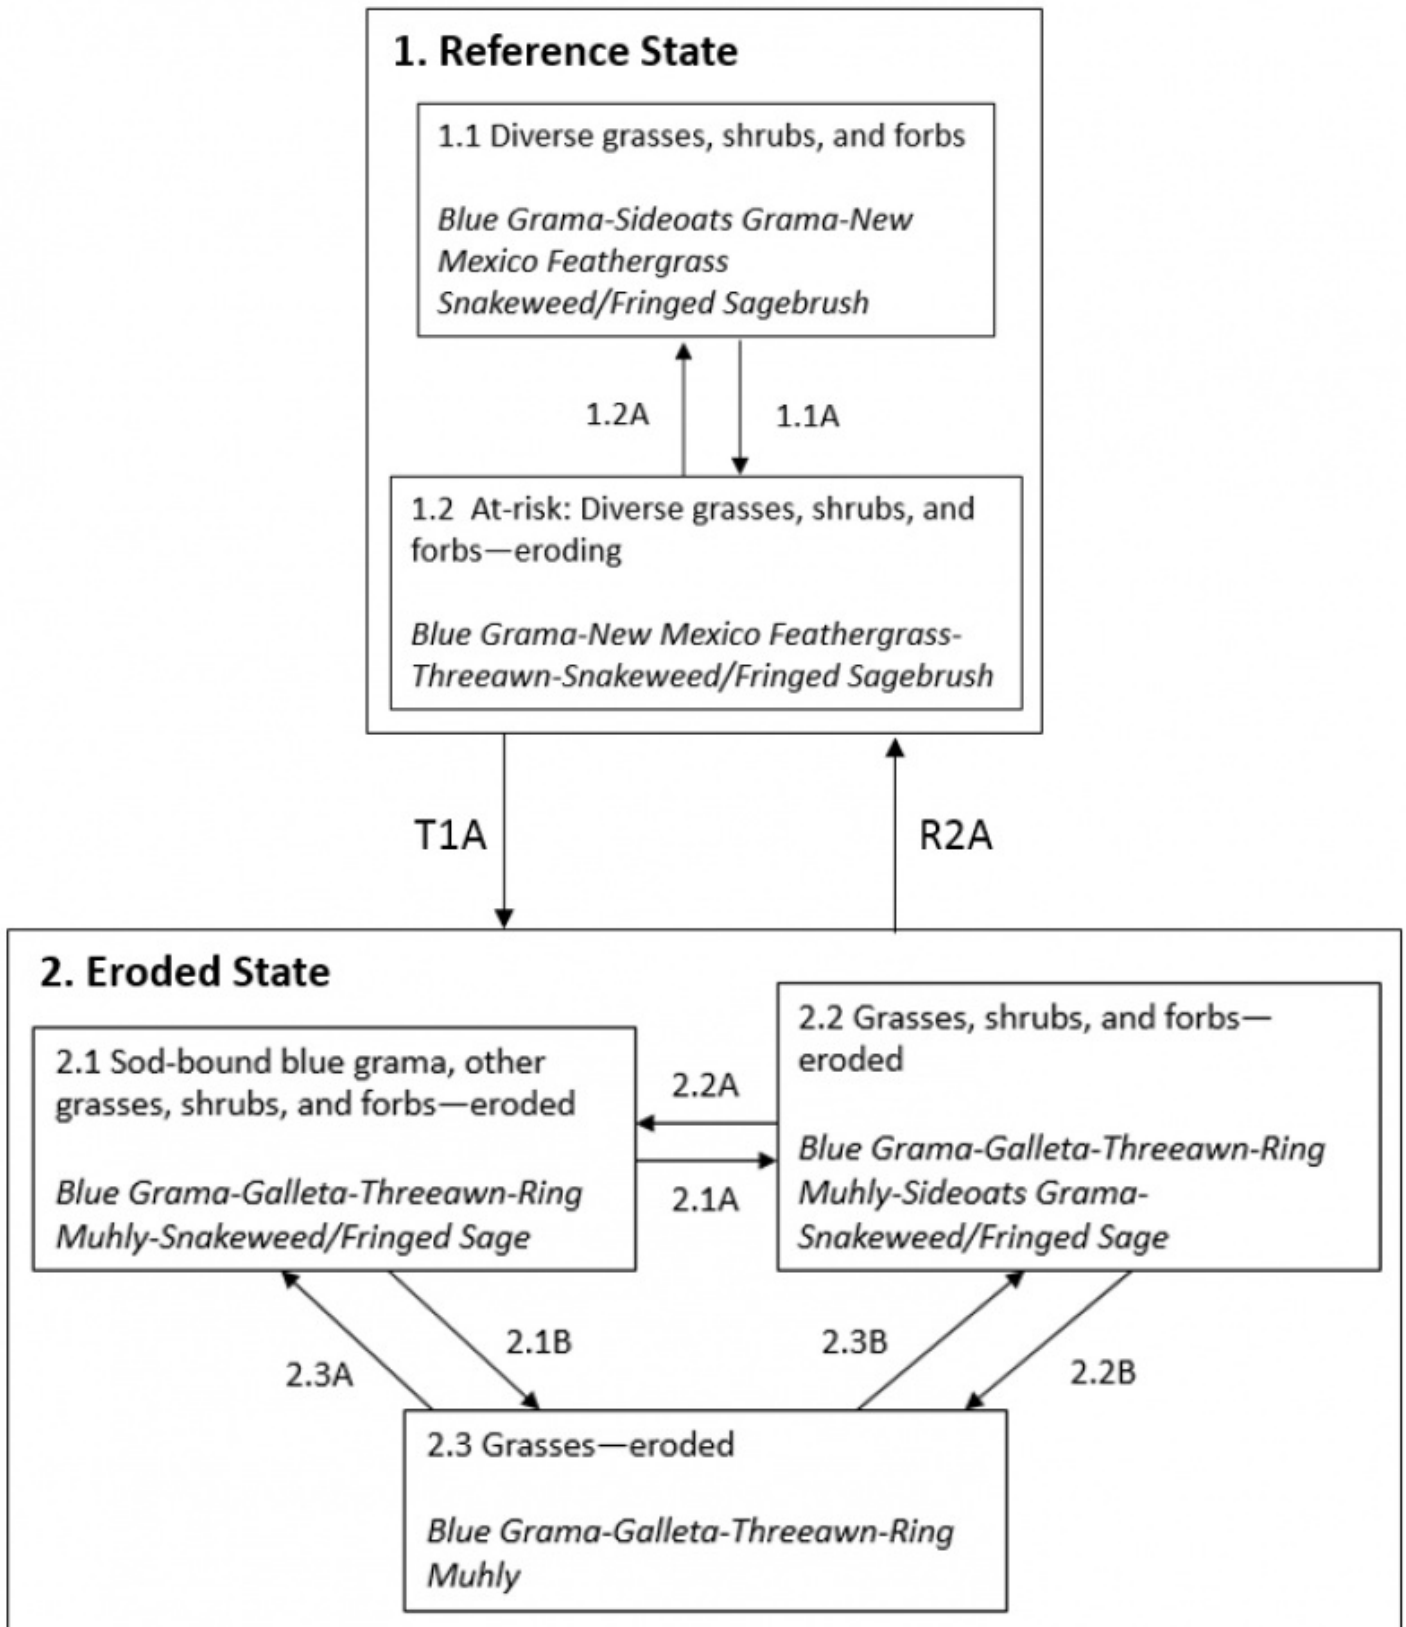 1. Reference State
1.1 Diverse grasses, shrubs, and forbs
Blue Grama-Sideoats Grama-New
Mexico Feathergrass
Snakeweed/Fringed Sagebrush
1.2A
1.1A
1.2  At-risk: Diverse grasses, shrubs, and
forbs—eroding
Blue Grama-New Mexico Feathergrass-
Threeawn-Snakeweed/Fringed Sagebrush
T1A
R2A
2. Eroded State
2.1 Sod-bound blue grama, other
grasses, shrubs, and forbs—eroded
Blue Grama-Galleta-Threeawn-Ring
Muhly-Snakeweed/Fringed Sage
2.2A
2.1A
2.2 Grasses, shrubs, and forbs—
eroded
Blue Grama-Galleta-Threeawn-Ring
Muhly-Sideoats Grama-
Snakeweed/Fringed Sage
2.3A
2.1B
2.3B
2.2B
2.3 Grasses—eroded
Blue Grama-Galleta-Threeawn-Ring
Muhly